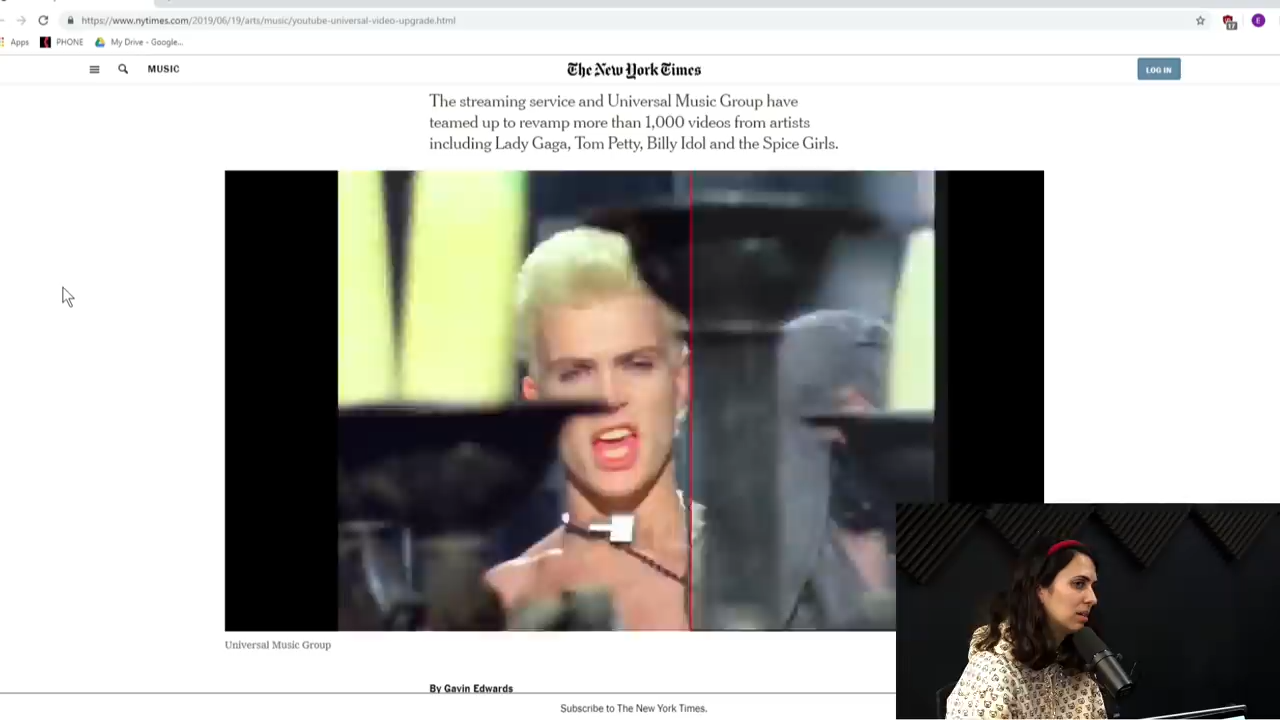 https://www.nytimes.com/2019/06/19/arts/music/youtube-universal-video-upgrade.html
Apps PHONE My Drive - Google...
MUSIC The New York Times LOG IN
The streaming service and Universal Music Group have
teamed up to revamp more than 1,000 videos from artists
including Lady Gaga, Tom Petty, Billy Idol and the Spice Girls.
Universal Music Group
By Gavin Edwards
Subscribe to The New York Times.